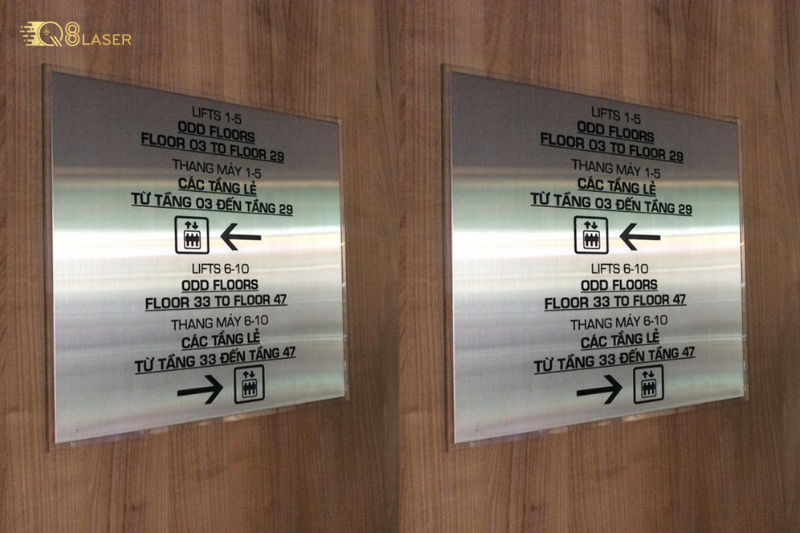 Q8LASER
LIFTS 1-5
ODD FLOORS
FLOOR 03 TO FLOOR 29
THANG MÁY 1-5
CÁC TẦNG LẺ
TỪ TẦNG 03 ĐẾN TẦNG 29
LIFTS 6-10
ODD FLOORS
FLOOR 33 TO FLOOR 47
THANG MÁY 6-10
CÁC TẦNG LẺ
TỪ TẦNG 33 ĐẾN TẦNG 47
LIFTS 1-5
ODD FLOORS
FLOOR 03 TO FLOOR 29
THANG MÁY 1-5
CÁC TẦNG LẺ
TỪ TẦNG 03 ĐẾN TẦNG 29
LIFTS 6-10
ODD FLOORS
FLOOR 33 TO FLOOR 47
THANG MÁY 6-10
CÁC TẦNG LẺ
TỪ TẦNG 33 ĐẾN TẦNG 47